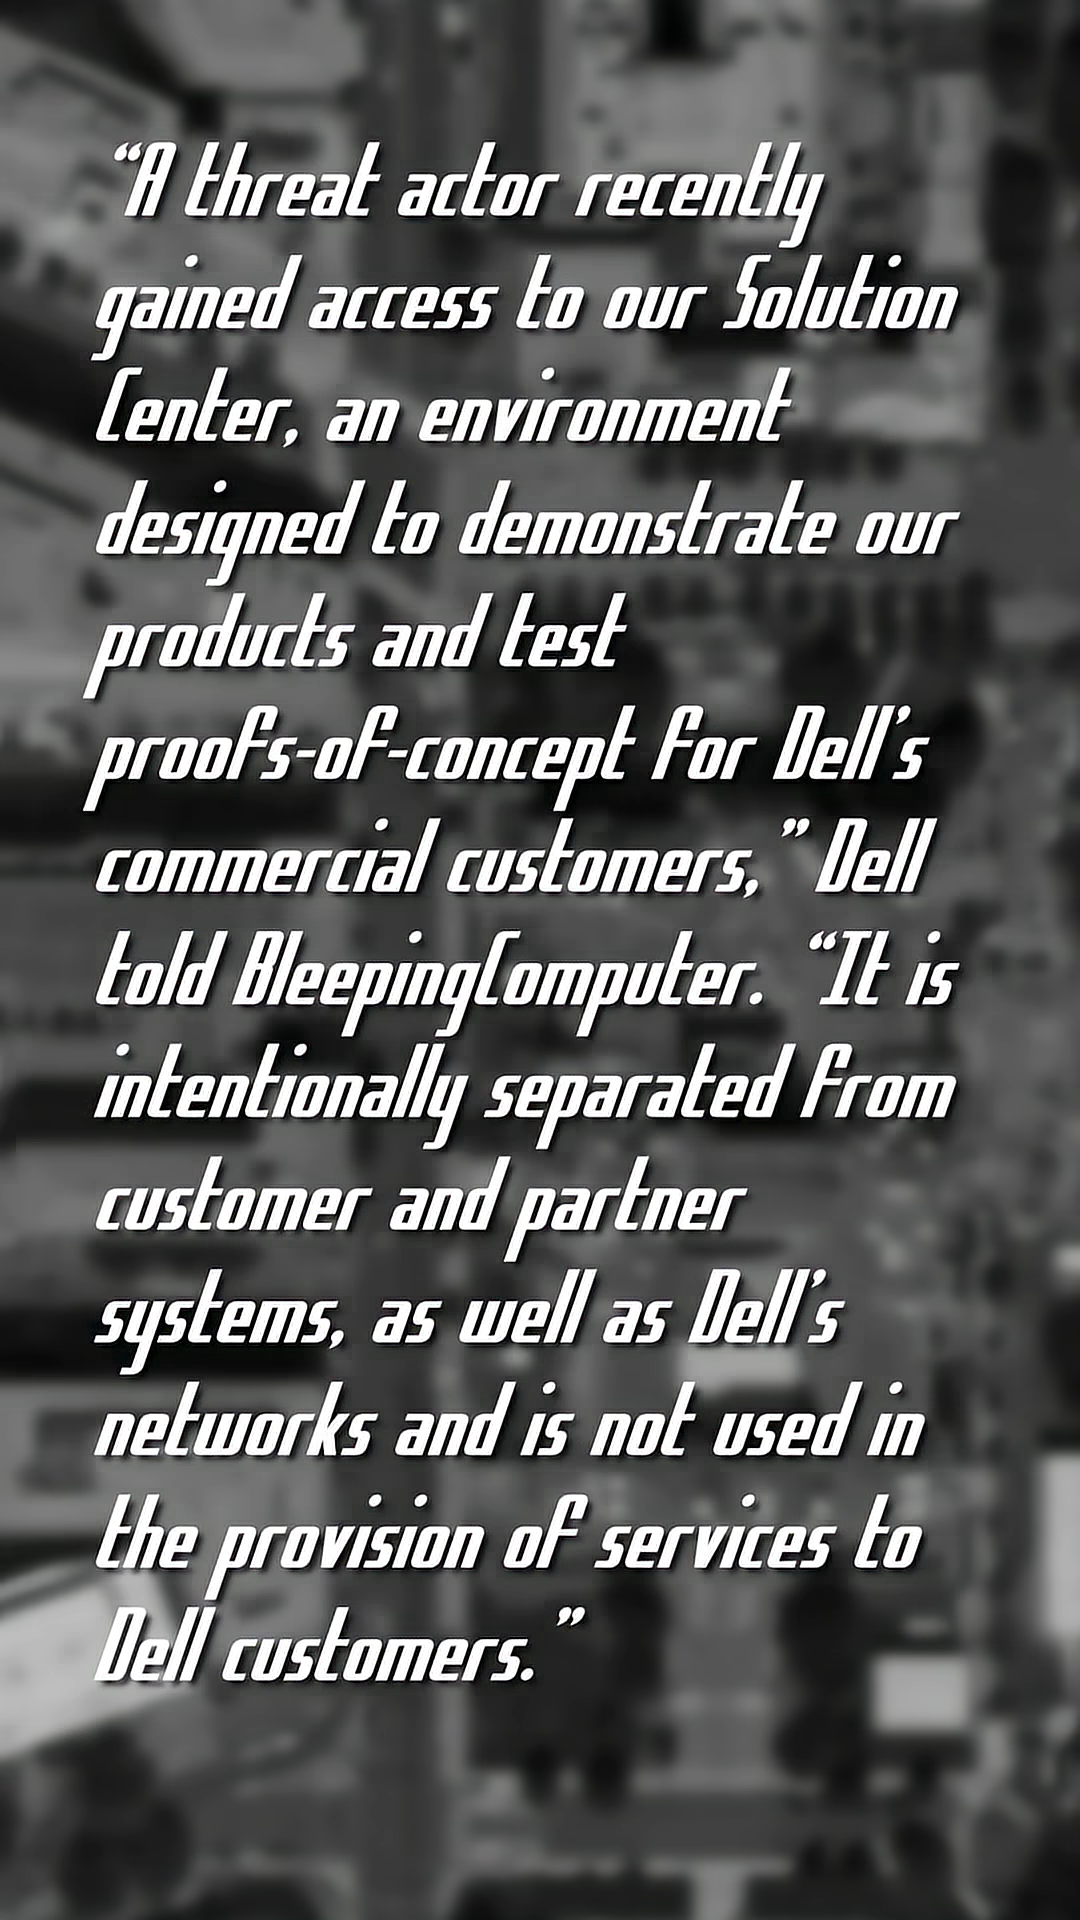 “A threat actor recently
gained access to our Solution
Center, an environment
designed to demonstrate our
products and test
proofs-of-concept for Dell’s
commercial customers,” Dell
told BleepingComputer. “It is
intentionally separated from
customer and partner
systems, as well as Dell’s
networks and is not used in
the provision of services to
Dell customers.”